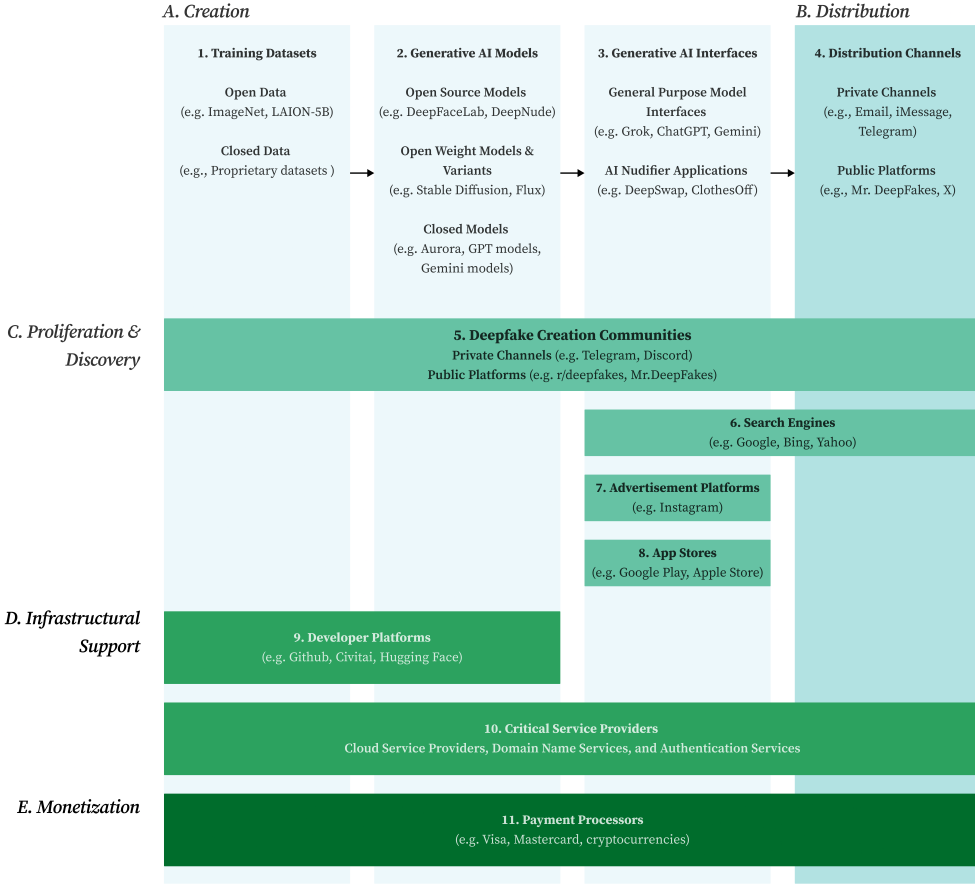 A. Creation
B. Distribution
1. Training Datasets
Open Data
(e.g. ImageNet, LAION-5B)
Closed Data
(e.g., Proprietary datasets )
2. Generative AI Models
Open Source Models
(e.g. DeepFaceLab, DeepNude)
Open Weight Models &
Variants
(e.g. Stable Diffusion, Flux)
Closed Models
(e.g. Aurora, GPT models,
Gemini models)
3. Generative AI Interfaces
General Purpose Model
Interfaces
(e.g. Grok, ChatGPT, Gemini)
AI Nudifier Applications
(e.g. DeepSwap, ClothesOff)
4. Distribution Channels
Private Channels
(e.g., Email, iMessage,
Telegram)
Public Platforms
(e.g., Mr. DeepFakes, X)
C. Proliferation &
Discovery
5. Deepfake Creation Communities
Private Channels (e.g. Telegram, Discord)
Public Platforms (e.g. r/deepfakes, Mr.DeepFakes)
6. Search Engines
(e.g. Google, Bing, Yahoo)
7. Advertisement Platforms
(e.g. Instagram)
8. App Stores
(e.g. Google Play, Apple Store)
D. Infrastructural
Support
9. Developer Platforms
(e.g. Github, Civitai, Hugging Face)
10. Critical Service Providers
Cloud Service Providers, Domain Name Services, and Authentication Services
E. Monetization
11. Payment Processors
(e.g. Visa, Mastercard, cryptocurrencies)